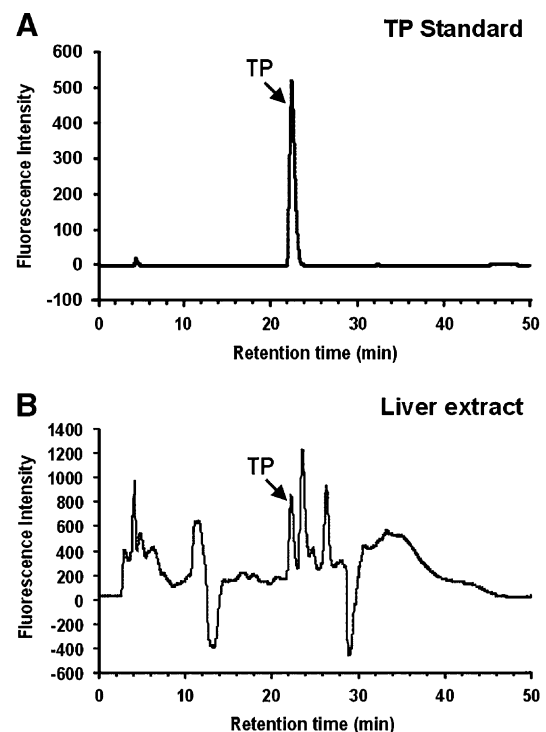 A
TP Standard
600
500
400
300
200
100
0
-100
Fluorescence Intensity
TP
0 10 20 30 40 50
Retention time (min)
B
Liver extract
1400
1200
1000
800
600
400
200
0
-200
-400
-600
Fluorescence Intensity
TP
0 10 20 30 40 50
Retention time (min)